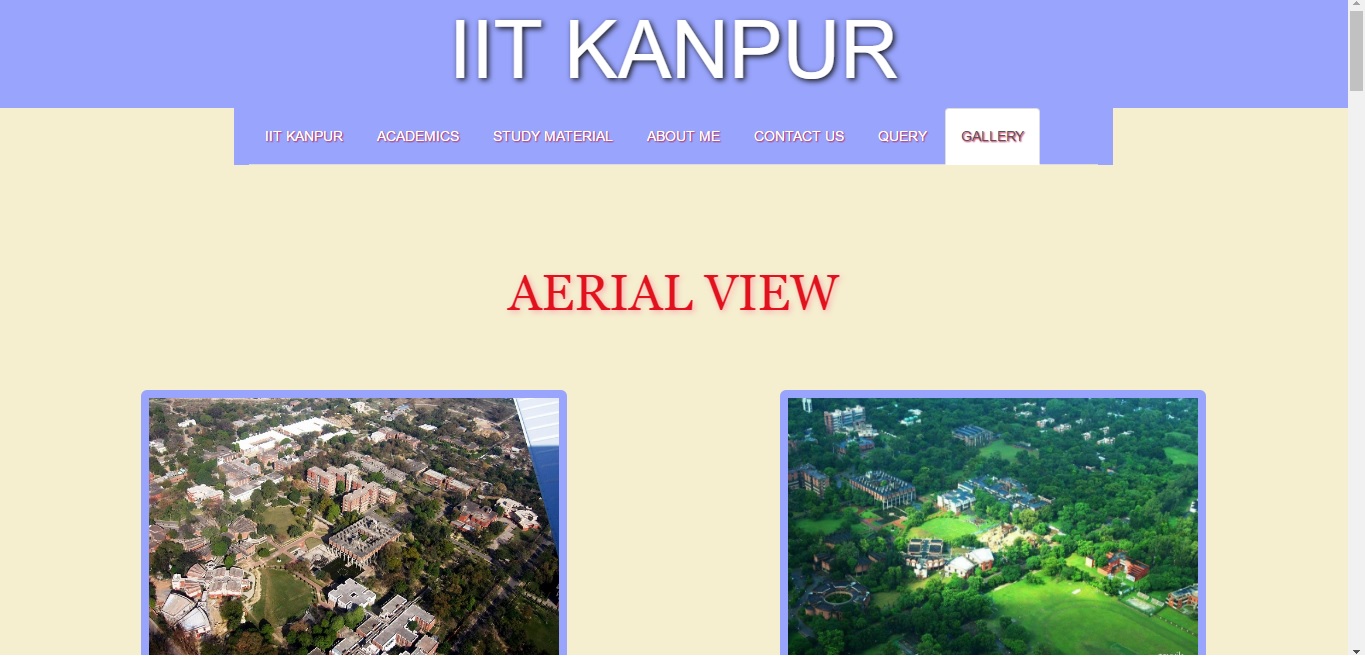 IIT KANPUR
IIT KANPUR ACADEMICS STUDY MATERIAL ABOUT ME CONTACT US QUERY GALLERY
AERIAL VIEW